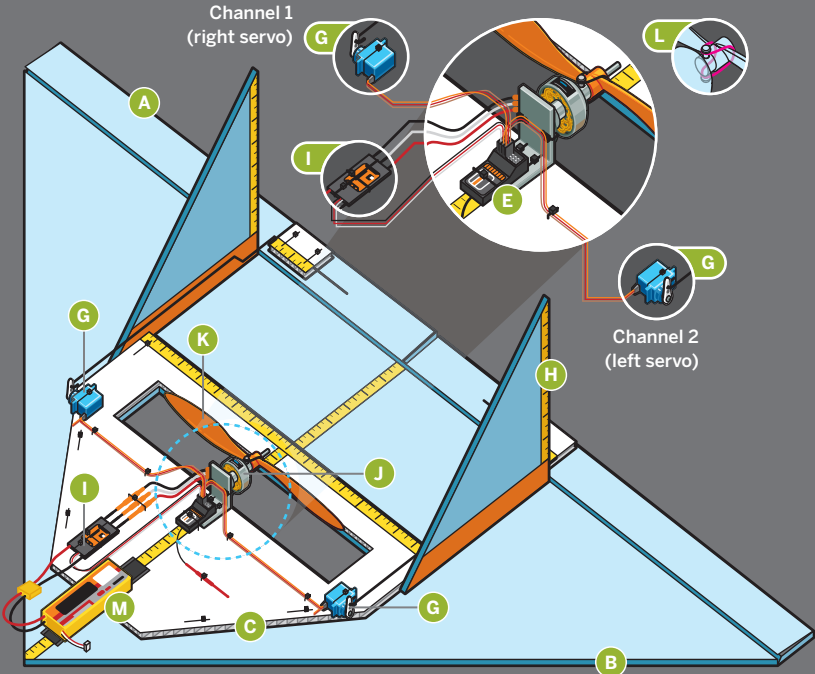 Channel 1
(right servo)
G
L
A
I
E
G
G
K
Channel 2
(left servo)
H
J
I
M
G
C
B